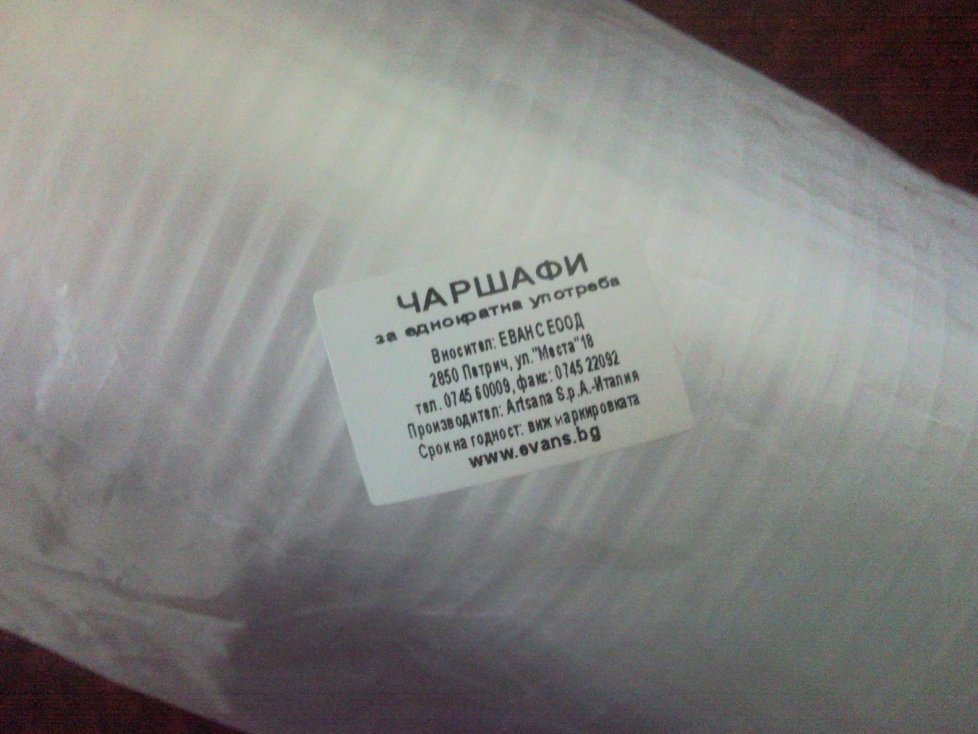 ЧАРШАФИ
за еднократна употреба
Вносител: ЕВАНС ЕООД
2850 Петрич, ул."Места"18
тел. 0745 60009, факс: 0745 22092
Производител: Artsana S.p.A.-Италия
Срок на годност: виж маркировката
www.evans.bg